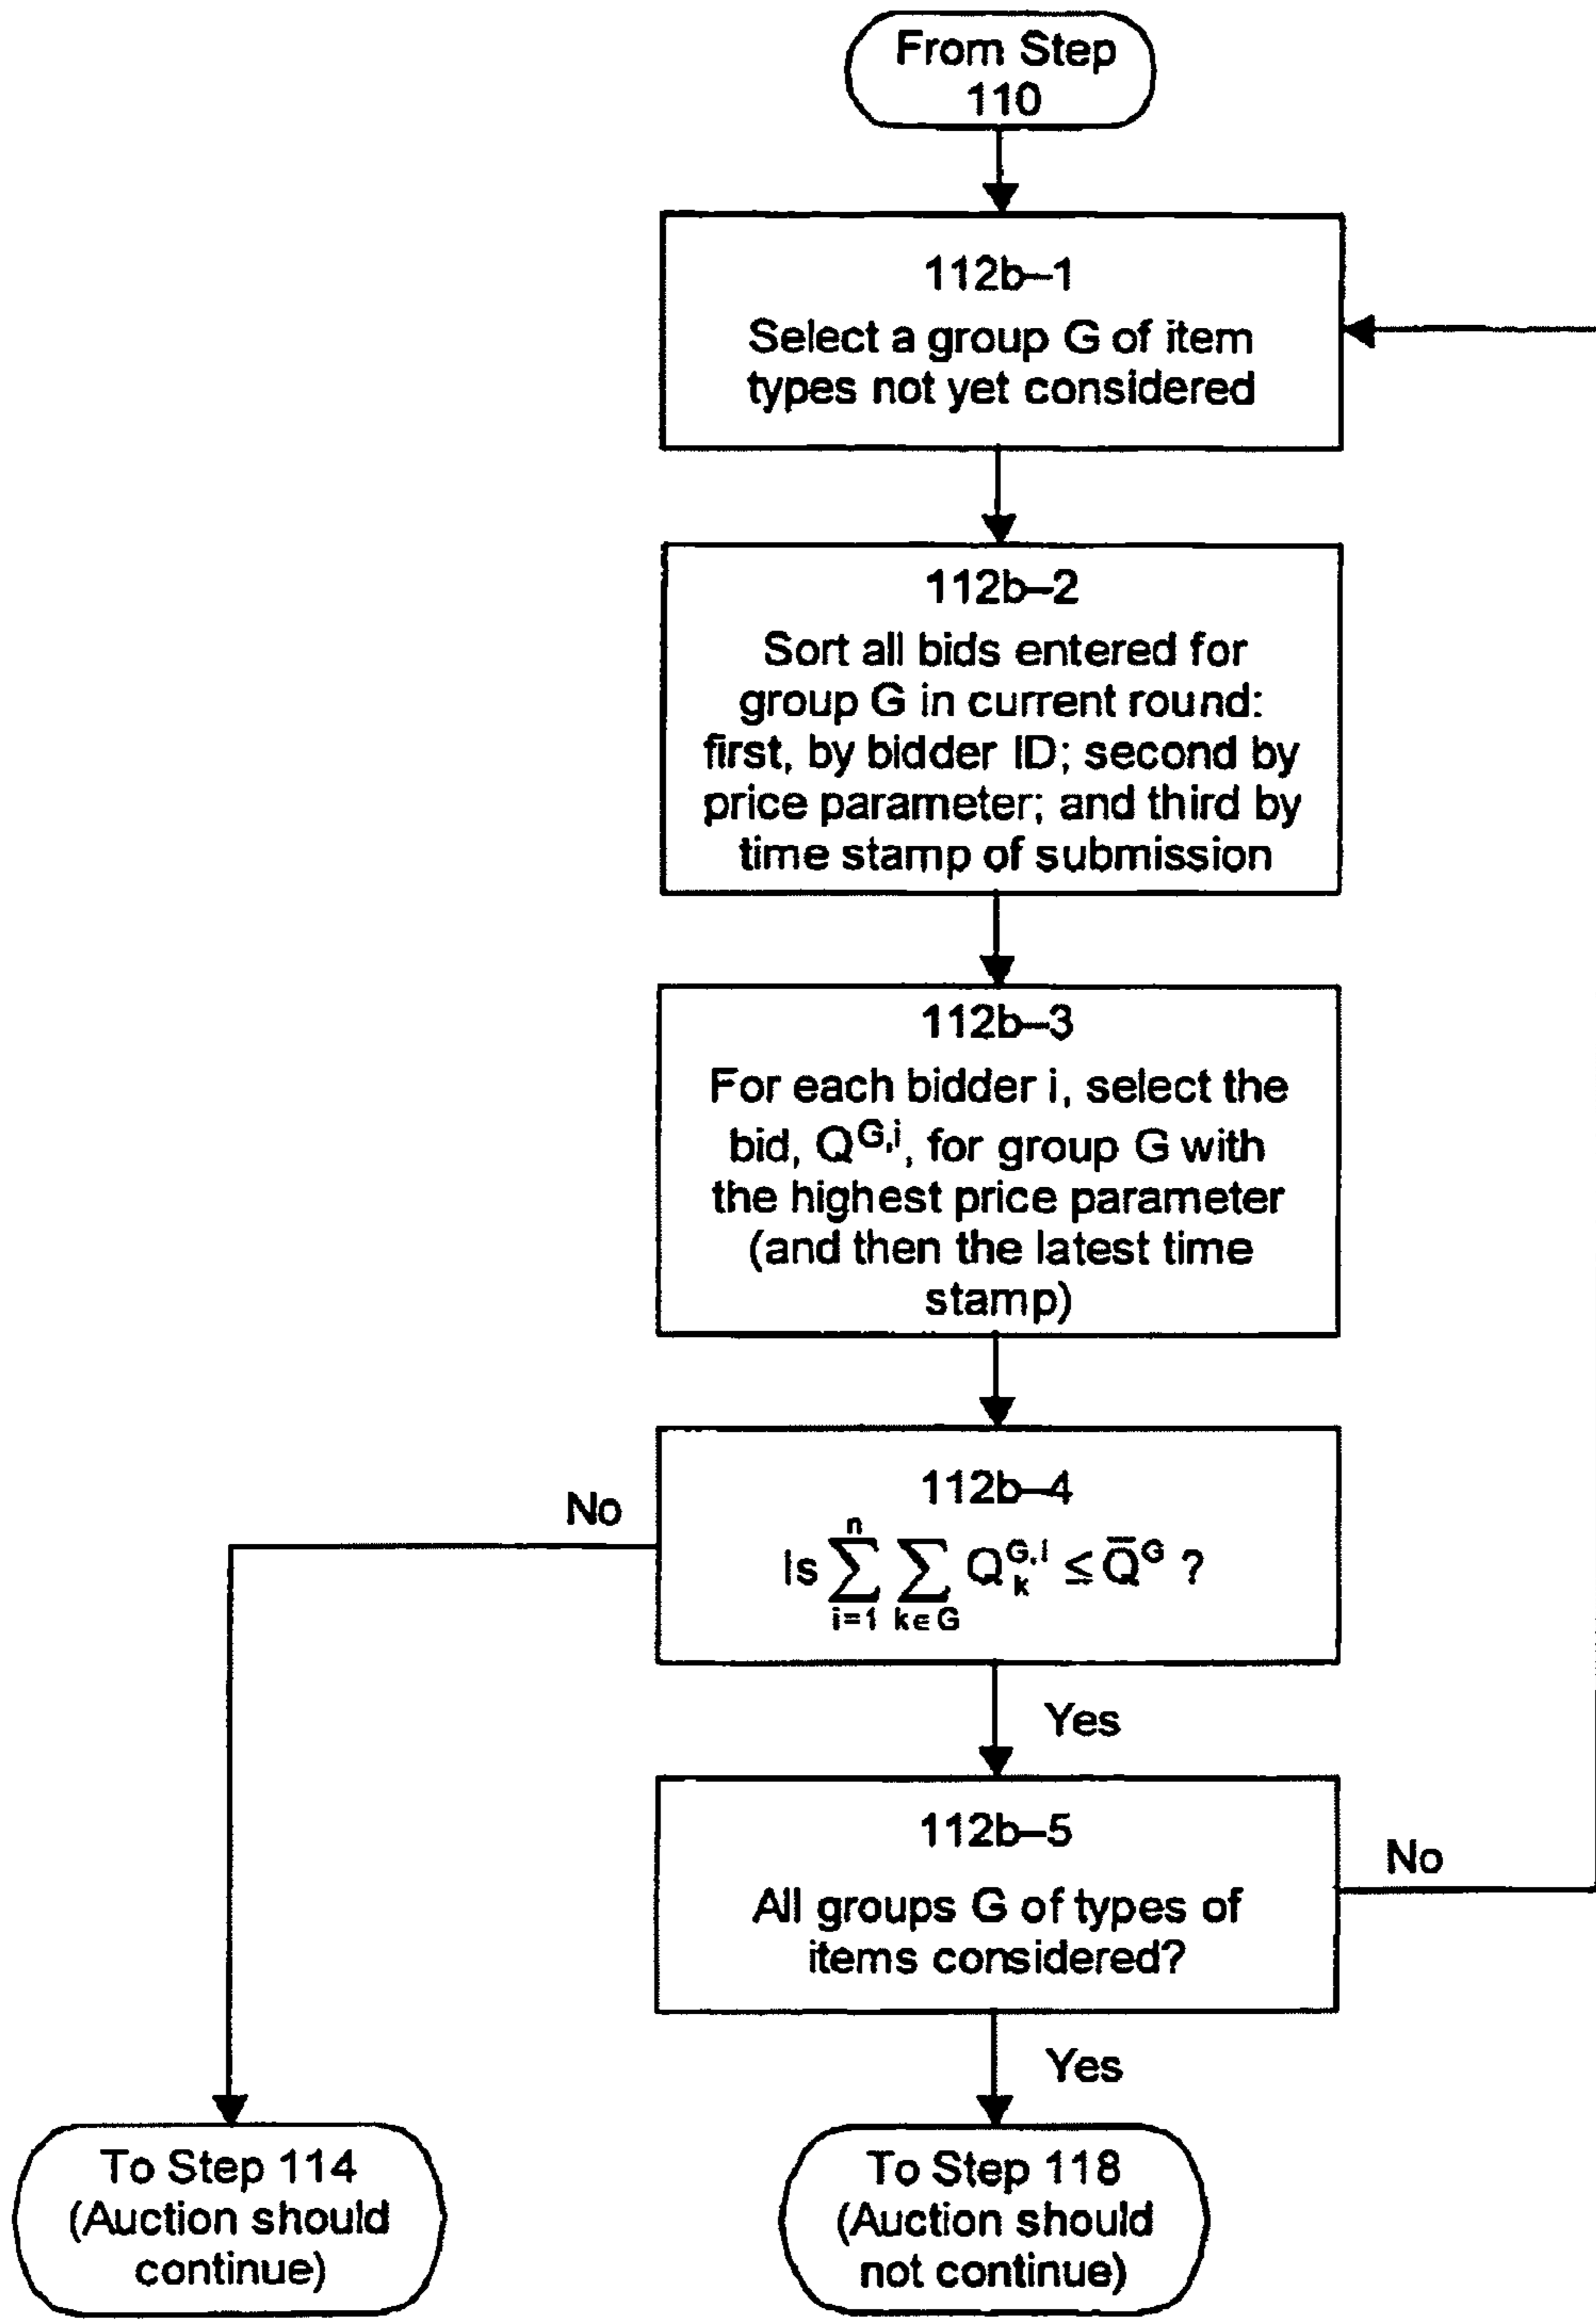 From Step
110
112b–1
Select a group G of item
types not yet considered
112b–2
Sort all bids entered for
group G in current round:
first, by bidder ID; second by
price parameter; and third by
time stamp of submission
112b–3
For each bidder i, select the
bid, Q^{G,i}, for group G with
the highest price parameter
(and then the latest time
stamp)
112b–4
Is \sum_{i=1}^{n} \sum_{k∈G} Q_k^{G,i} ≤ \bar{Q}^G ?
No
Yes
112b–5
All groups G of types of
items considered?
No
Yes
To Step 114
(Auction should
continue)
To Step 118
(Auction should
not continue)